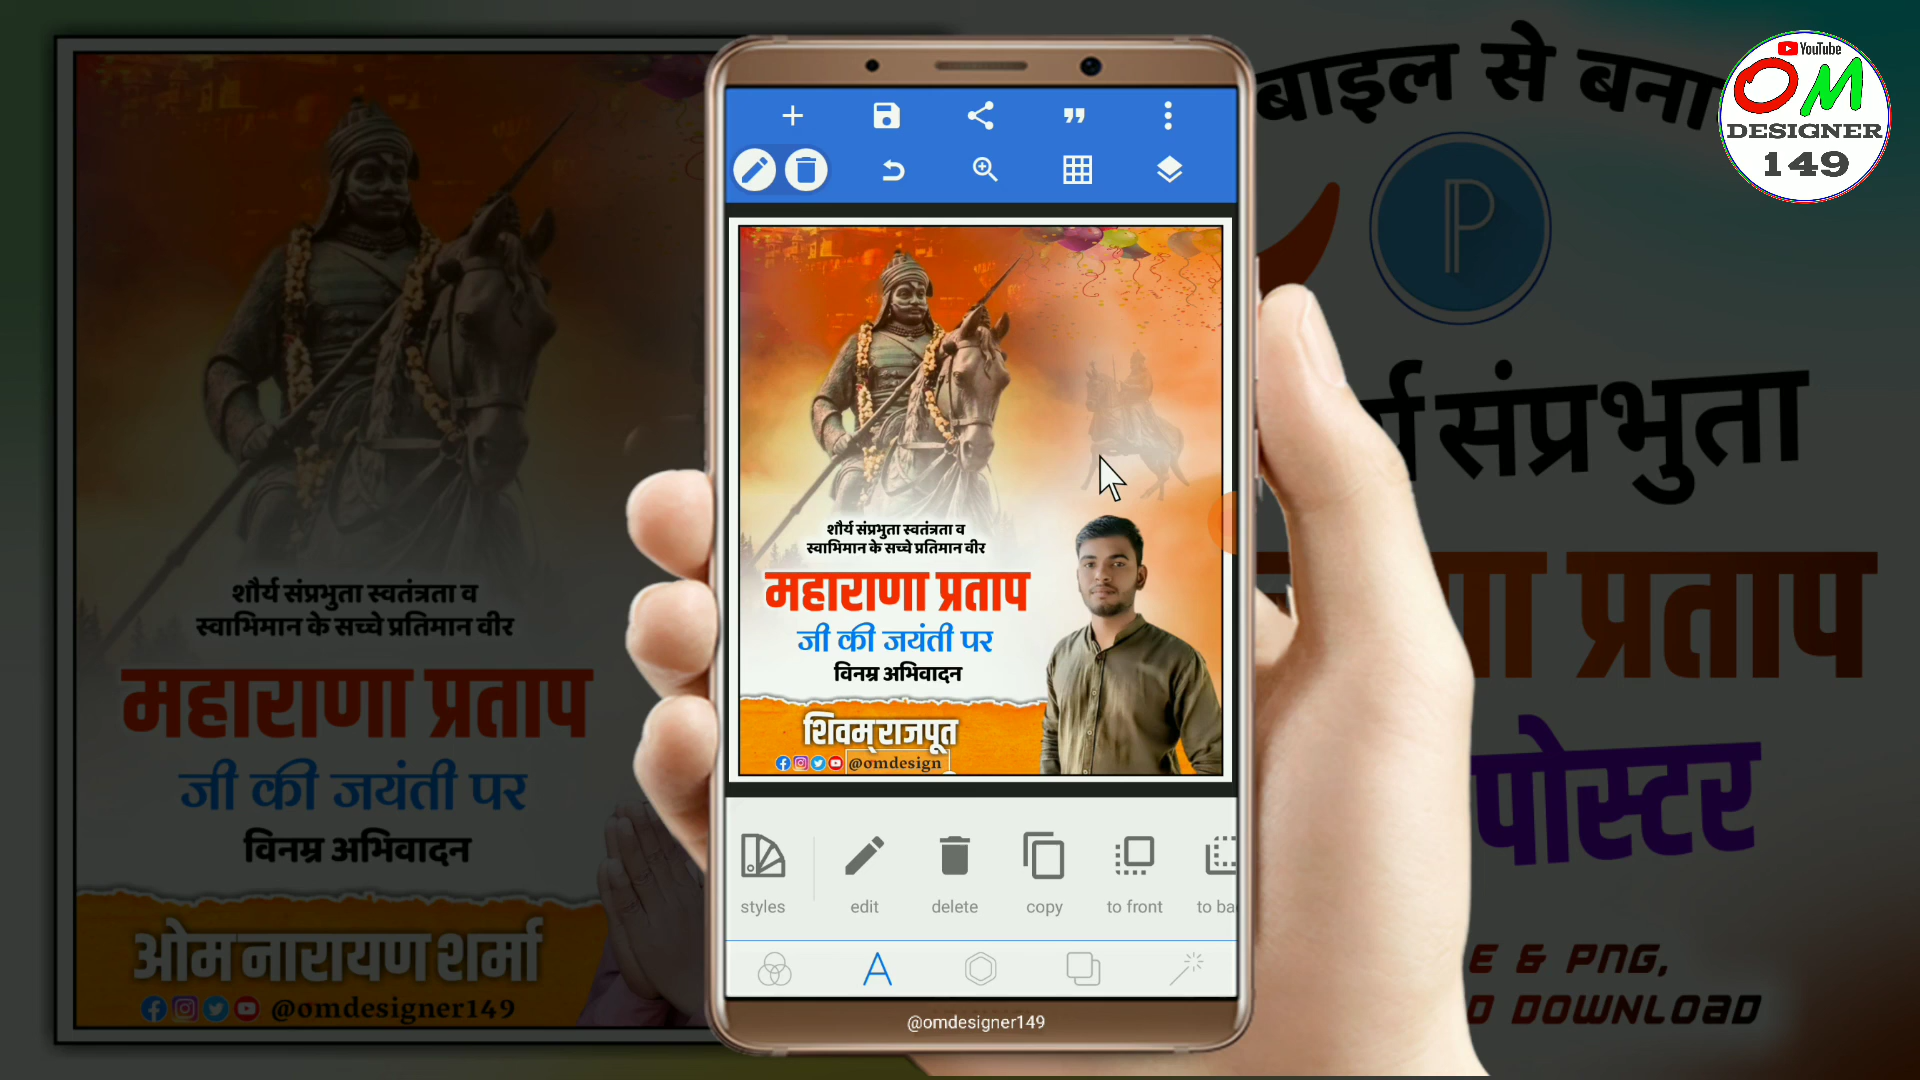 बाइल से बना
YouTube
OM
DESIGNER
149
P
संप्रभुता
प्रताप
पोस्टर
E & PNG,
D DOWNLOAD
शौर्य संप्रभुता स्वतंत्रता व
स्वाभिमान के सच्चे प्रतिमान वीर
महाराणा प्रताप
जी की जयंती पर
विनम्र अभिवादन
ओम नारायण शर्मा
@omdesigner149
शौर्य संप्रभुता स्वतंत्रता व
स्वाभिमान के सच्चे प्रतिमान वीर
महाराणा प्रताप
जी की जयंती पर
विनम्र अभिवादन
शिवम् राजपूत
@omdesign
styles
edit
delete
copy
to front
to ba
A
@omdesigner149